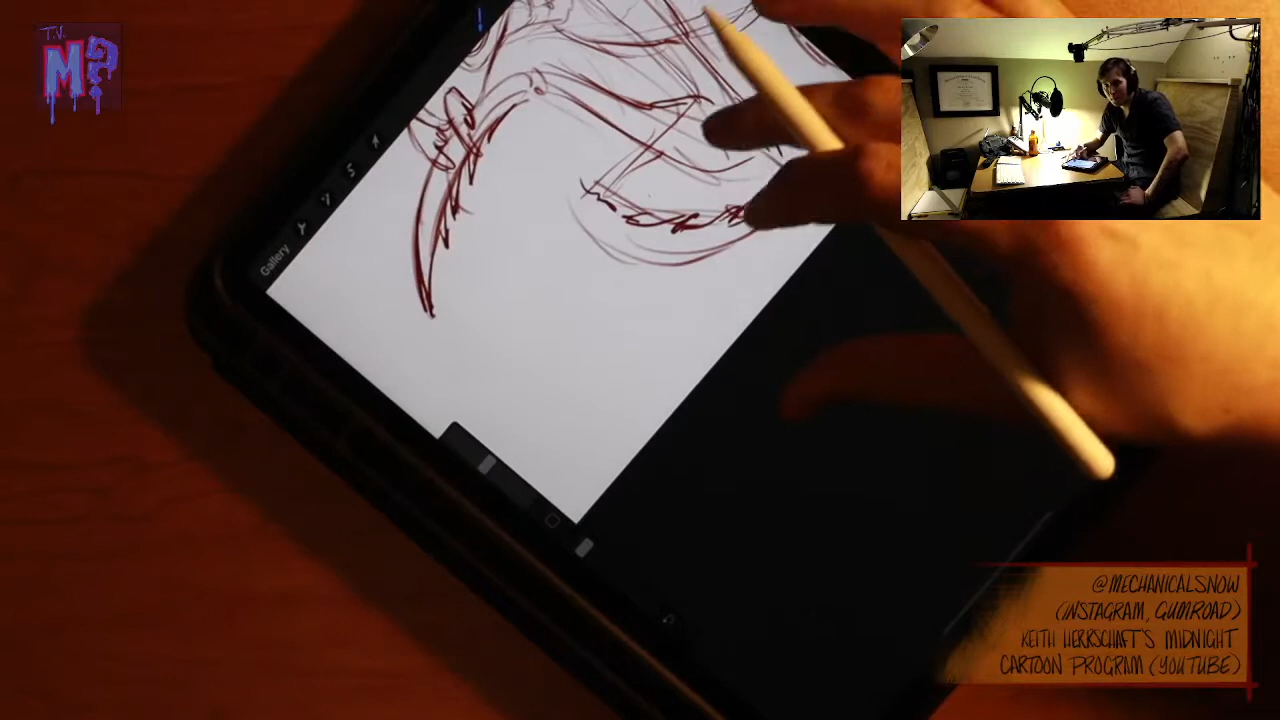 T.V.
M?
Gallery
@MECHANICALSNOW
(INSTAGRAM, GUMROAD)
KEITH HERRSCHAFT'S MIDNIGHT
CARTOON PROGRAM (YOUTUBE)